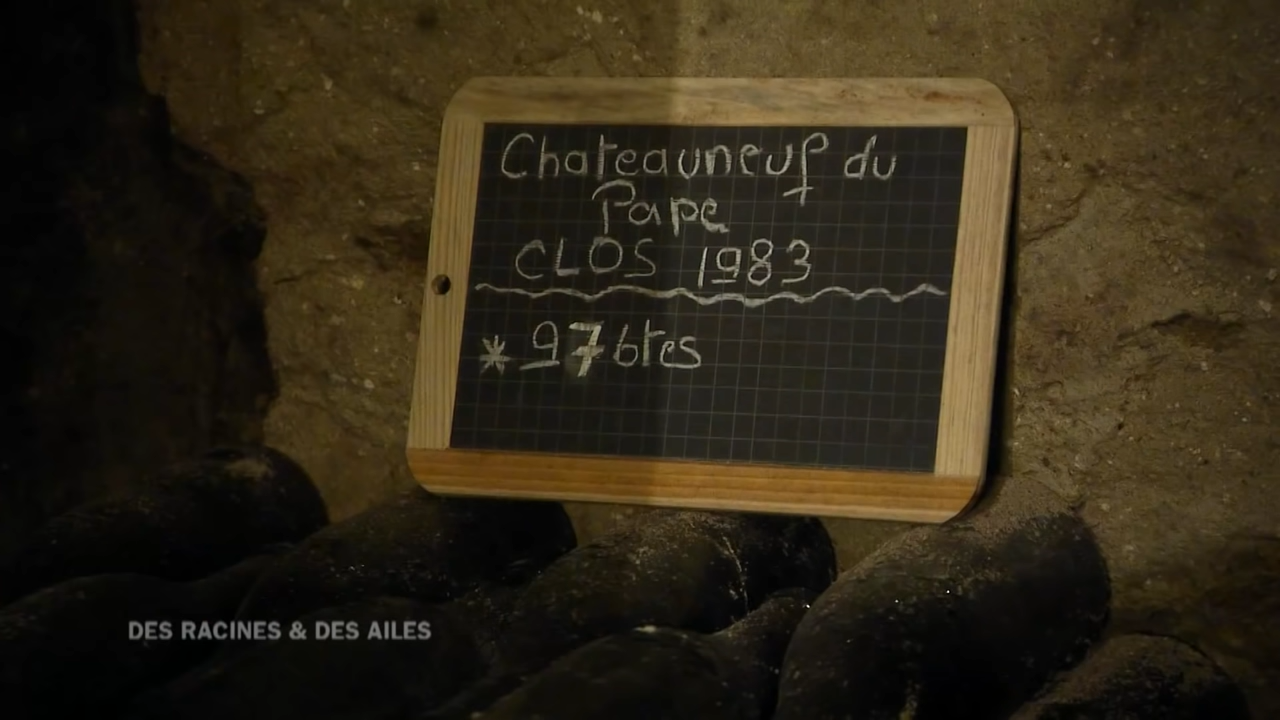 Chateauneuf du
Pape
CLOS 1983
* 97 btes
DES RACINES & DES AILES